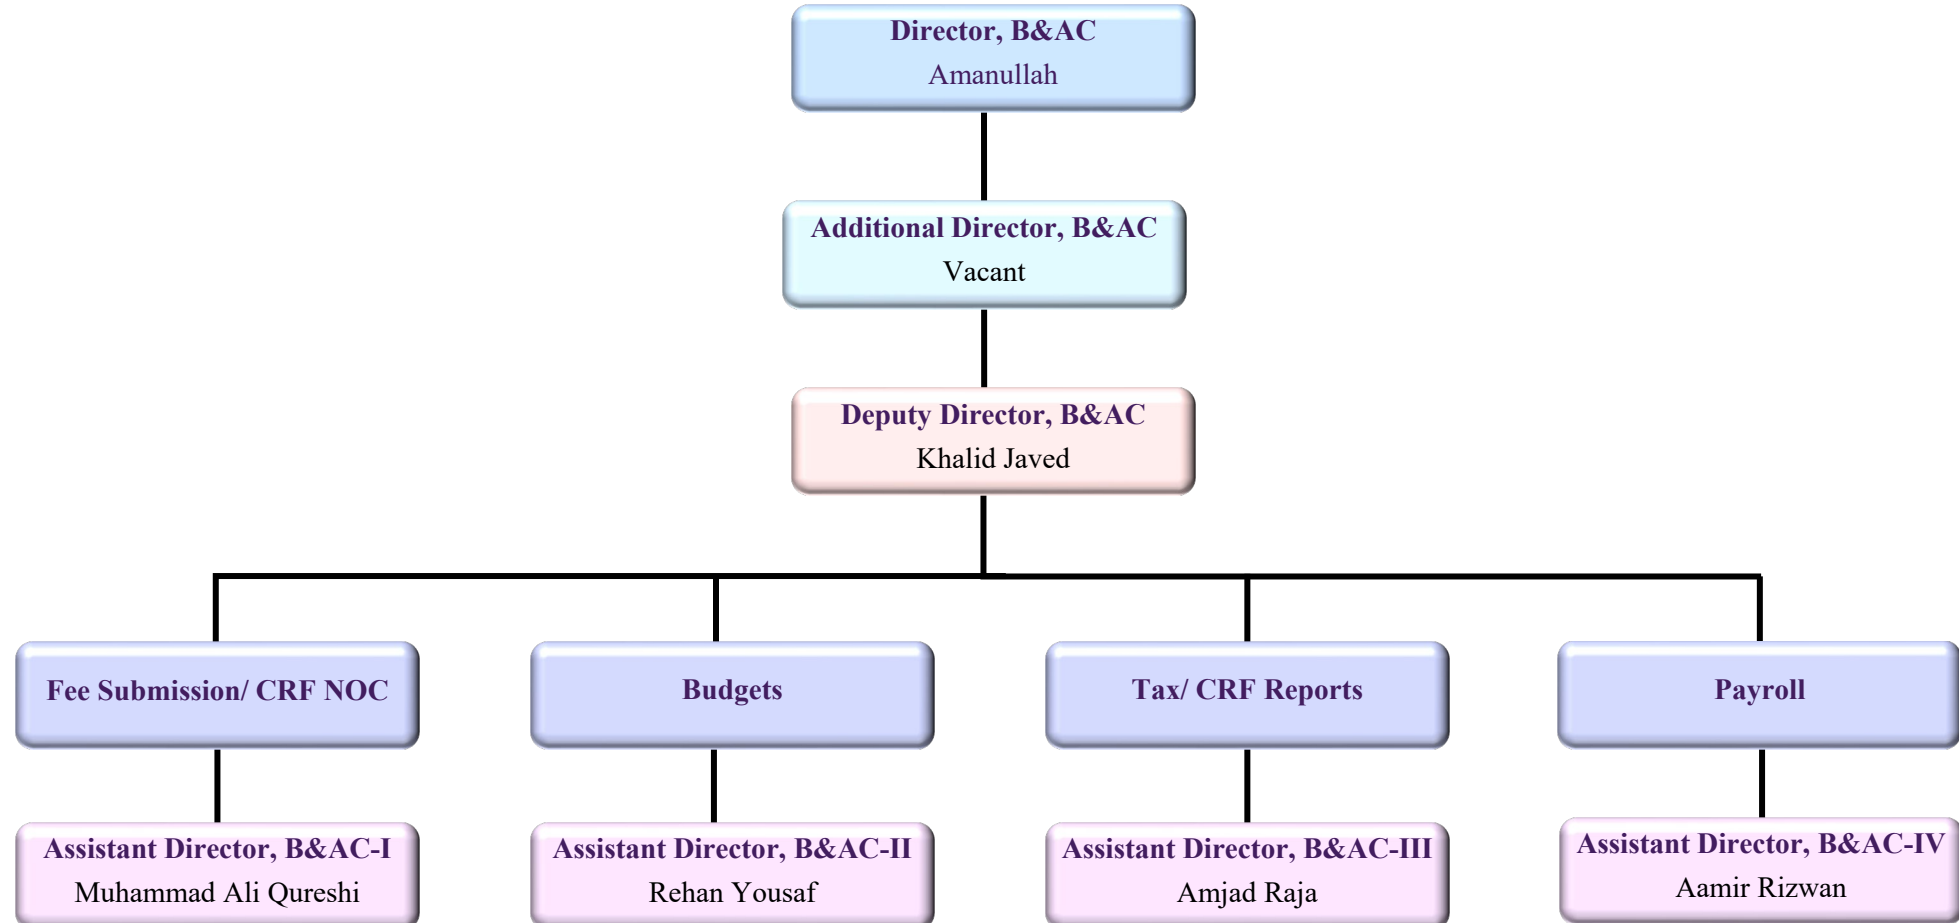 Director, B&AC
Amanullah
Additional Director, B&AC
Vacant
Deputy Director, B&AC
Khalid Javed
Fee Submission/ CRF NOC
Budgets
Tax/ CRF Reports
Payroll
Assistant Director, B&AC-I
Muhammad Ali Qureshi
Assistant Director, B&AC-II
Rehan Yousaf
Assistant Director, B&AC-III
Amjad Raja
Assistant Director, B&AC-IV
Aamir Rizwan